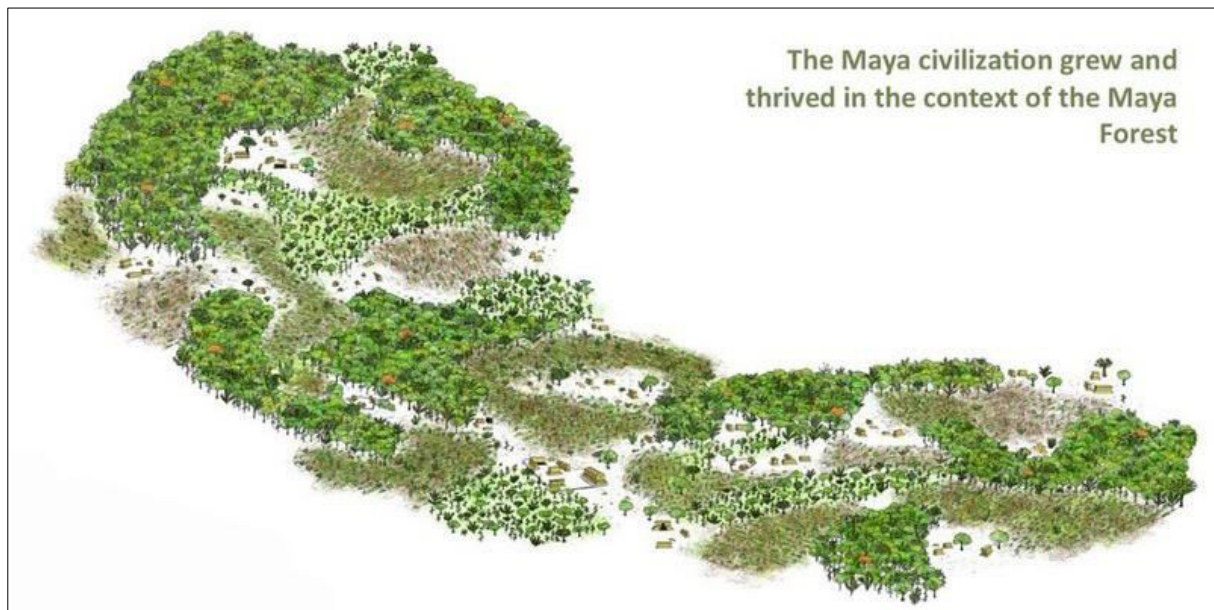 The Maya civilization grew and
thrived in the context of the Maya
Forest